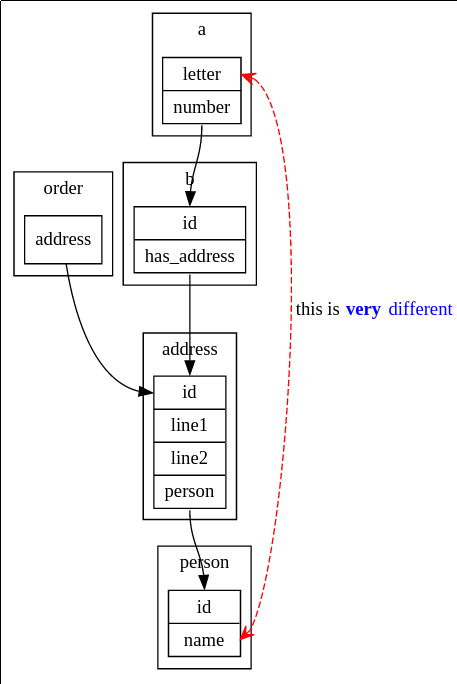 a
letter
number
b
id
has_address
order
address
this is very different
address
id
line1
line2
person
person
id
name